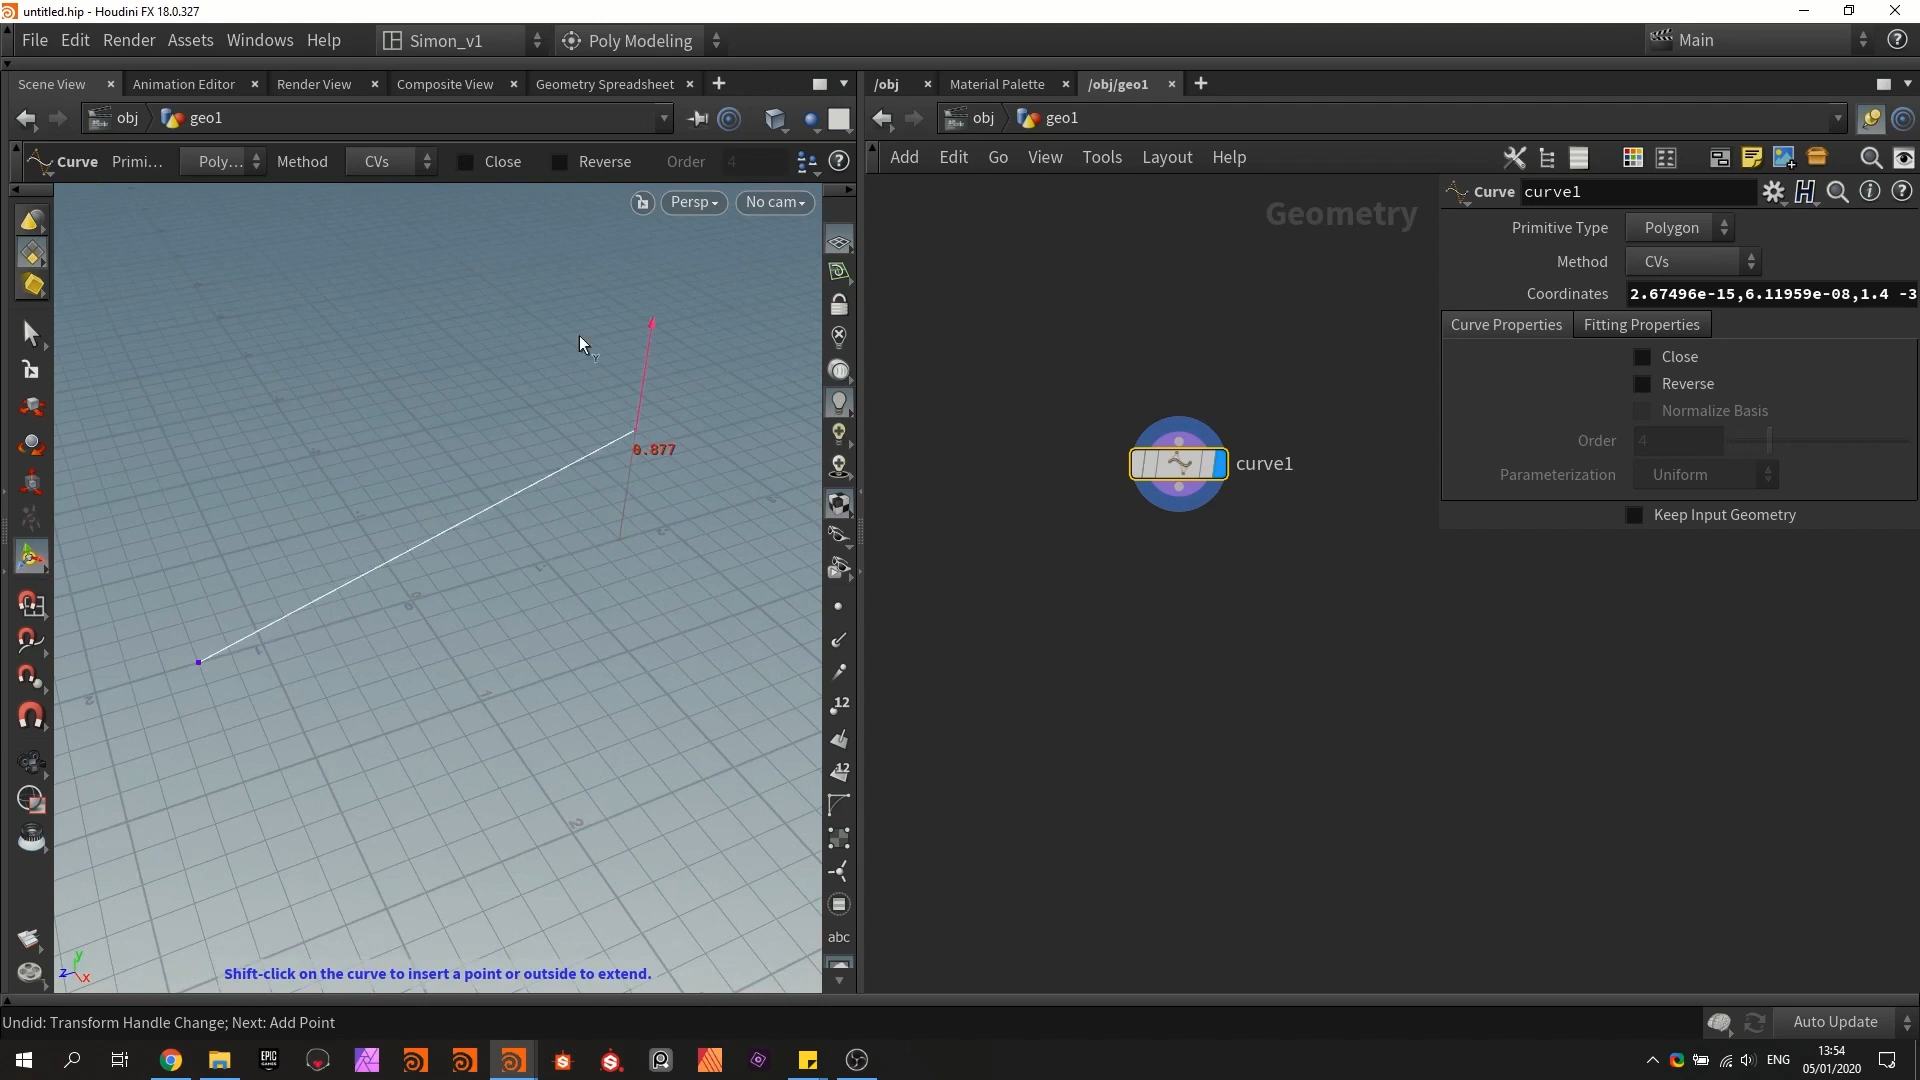 untitled.hip - Houdini FX 18.0.327
File Edit Render Assets Windows Help Simon_v1 Poly Modeling Main
Scene View Animation Editor Render View Composite View Geometry Spreadsheet
/obj Material Palette /obj/geo1
obj geo1
obj geo1
Curve Primi... Poly... Method CVs Close Reverse Order 4
Add Edit Go View Tools Layout Help
Persp No cam
Geometry
Curve curve1
Primitive Type Polygon
Method CVs
Coordinates 2.67496e-15,6.11959e-08,1.4 -3
Curve Properties Fitting Properties
Close
Reverse
Normalize Basis
Order 4
Parameterization Uniform
Keep Input Geometry
0.877
curve1
12
12
abc
y
z x
Shift-click on the curve to insert a point or outside to extend.
Undid: Transform Handle Change; Next: Add Point
Auto Update
EPIC GAMES
ENG
13:54
05/01/2020